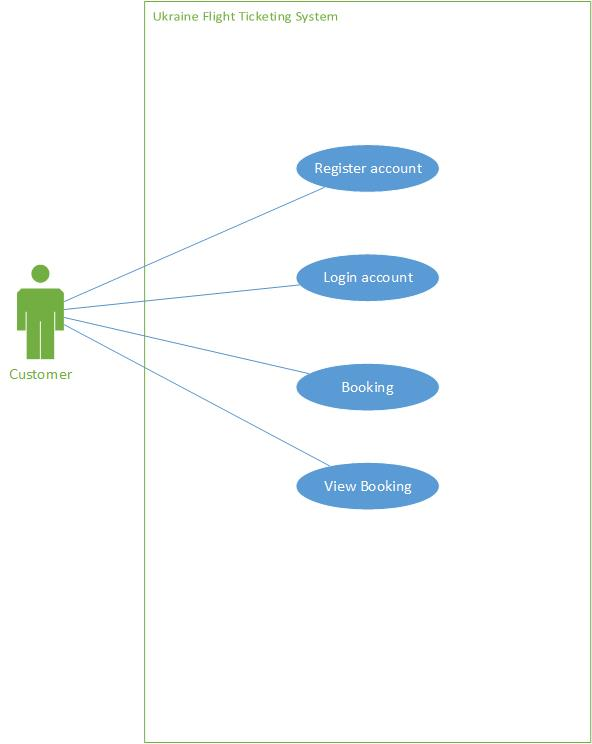 Ukraine Flight Ticketing System
Register account
Login account
Customer
Booking
View Booking